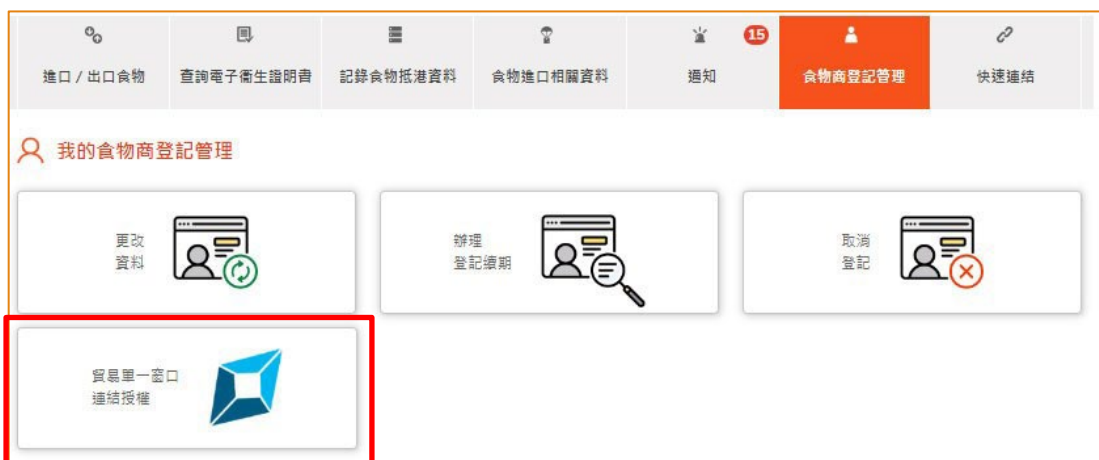 15
進口 / 出口食物
查詢電子衞生證明書
記錄食物抵港資料
食物進口相關資料
通知
食物商登記管理
快速連結
我的食物商登記管理
更改
資料
辦理
登記續期
取消
登記
貿易單一窗口
連結授權